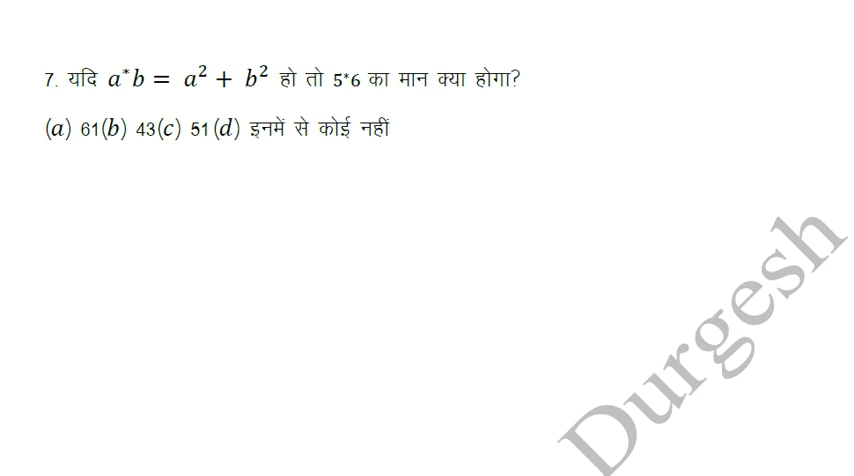 7. यदि a*b = a² + b² हो तो 5*6 का मान क्या होगा?
(a) 61(b) 43(c) 51(d) इनमें से कोई नहीं
Durgesh